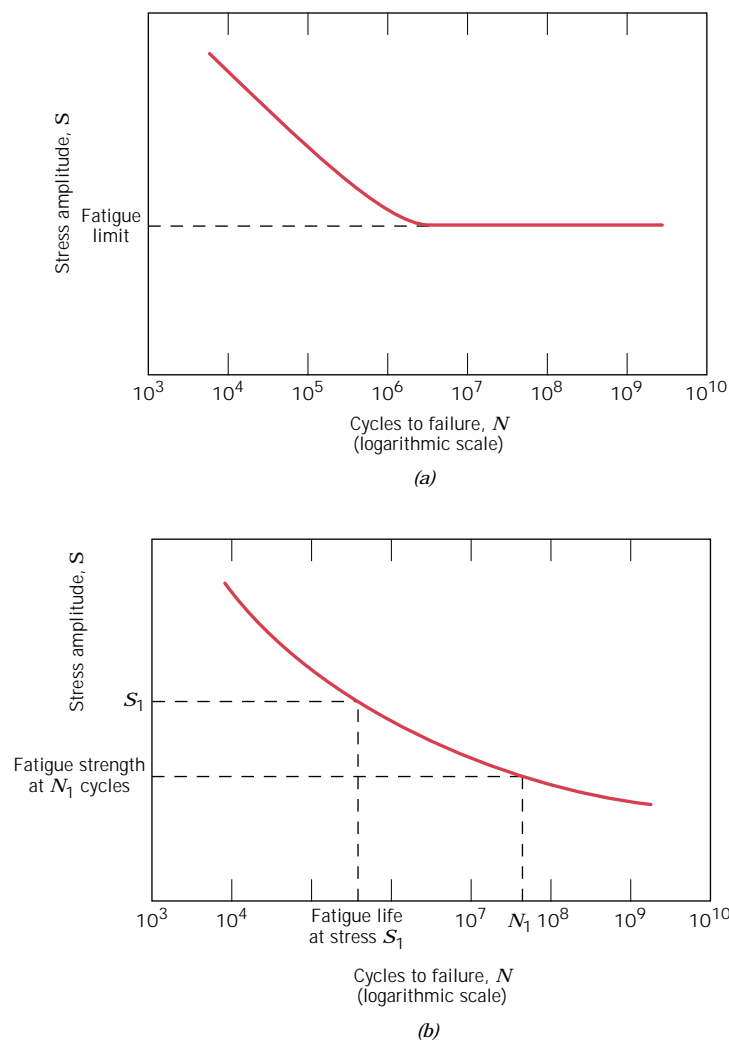 Stress amplitude, S
Fatigue
limit
10³ 10⁴ 10⁵ 10⁶ 10⁷ 10⁸ 10⁹ 10¹⁰
Cycles to failure, N
(logarithmic scale)
(a)
Stress amplitude, S
S₁
Fatigue strength
at N₁ cycles
10³ 10⁴ Fatigue life 10⁷ N₁ 10⁸ 10⁹ 10¹⁰
at stress S₁
Cycles to failure, N
(logarithmic scale)
(b)